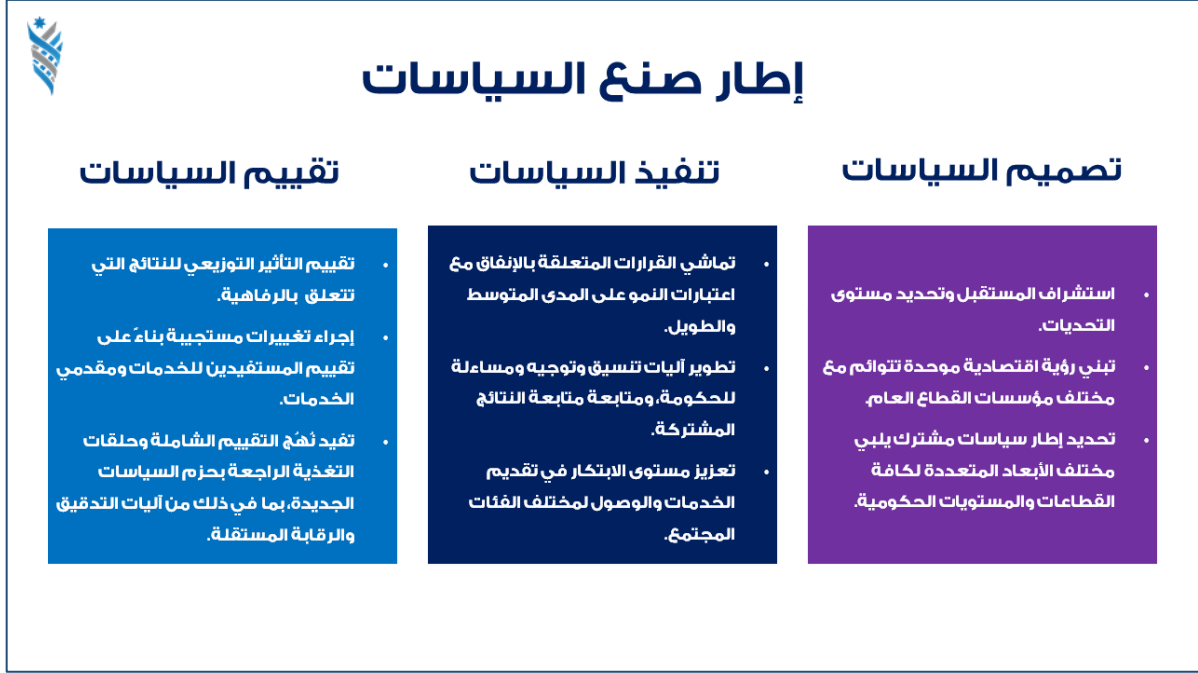 إطار صنع السياسات
تصميم السياسات
• استشراف المستقبل وتحديد مستوى
التحديات.
• تبني رؤية اقتصادية موحدة تتوائم مع
مختلف مؤسسات القطاع العام.
• تحديد إطار سياسات مشترك يلبي
مختلف الأبعاد المتعددة لكافة
القطاعات والمستويات الحكومية.
تنفيذ السياسات
• تماشي القرارات المتعلقة بالإنفاق مع
اعتبارات النمو على المدى المتوسط
والطويل.
• تطوير آليات تنسيق وتوجيه ومساءلة
للحكومة، ومتابعة متابعة النتائج
المشتركة.
• تعزيز مستوى الابتكار في تقديم
الخدمات والوصول لمختلف الفئات
المجتمع.
تقييم السياسات
• تقييم التأثير التوزيعي للنتائج التي
تتعلق بالرفاهية.
• إجراء تغييرات مستجيبة بناءً على
تقييم المستفيدين للخدمات ومقدمي
الخدمات.
• تفيد نُهُج التقييم الشاملة وحلقات
التغذية الراجعة بحزم السياسات
الجديدة، بما في ذلك من آليات التدقيق
والرقابة المستقلة.